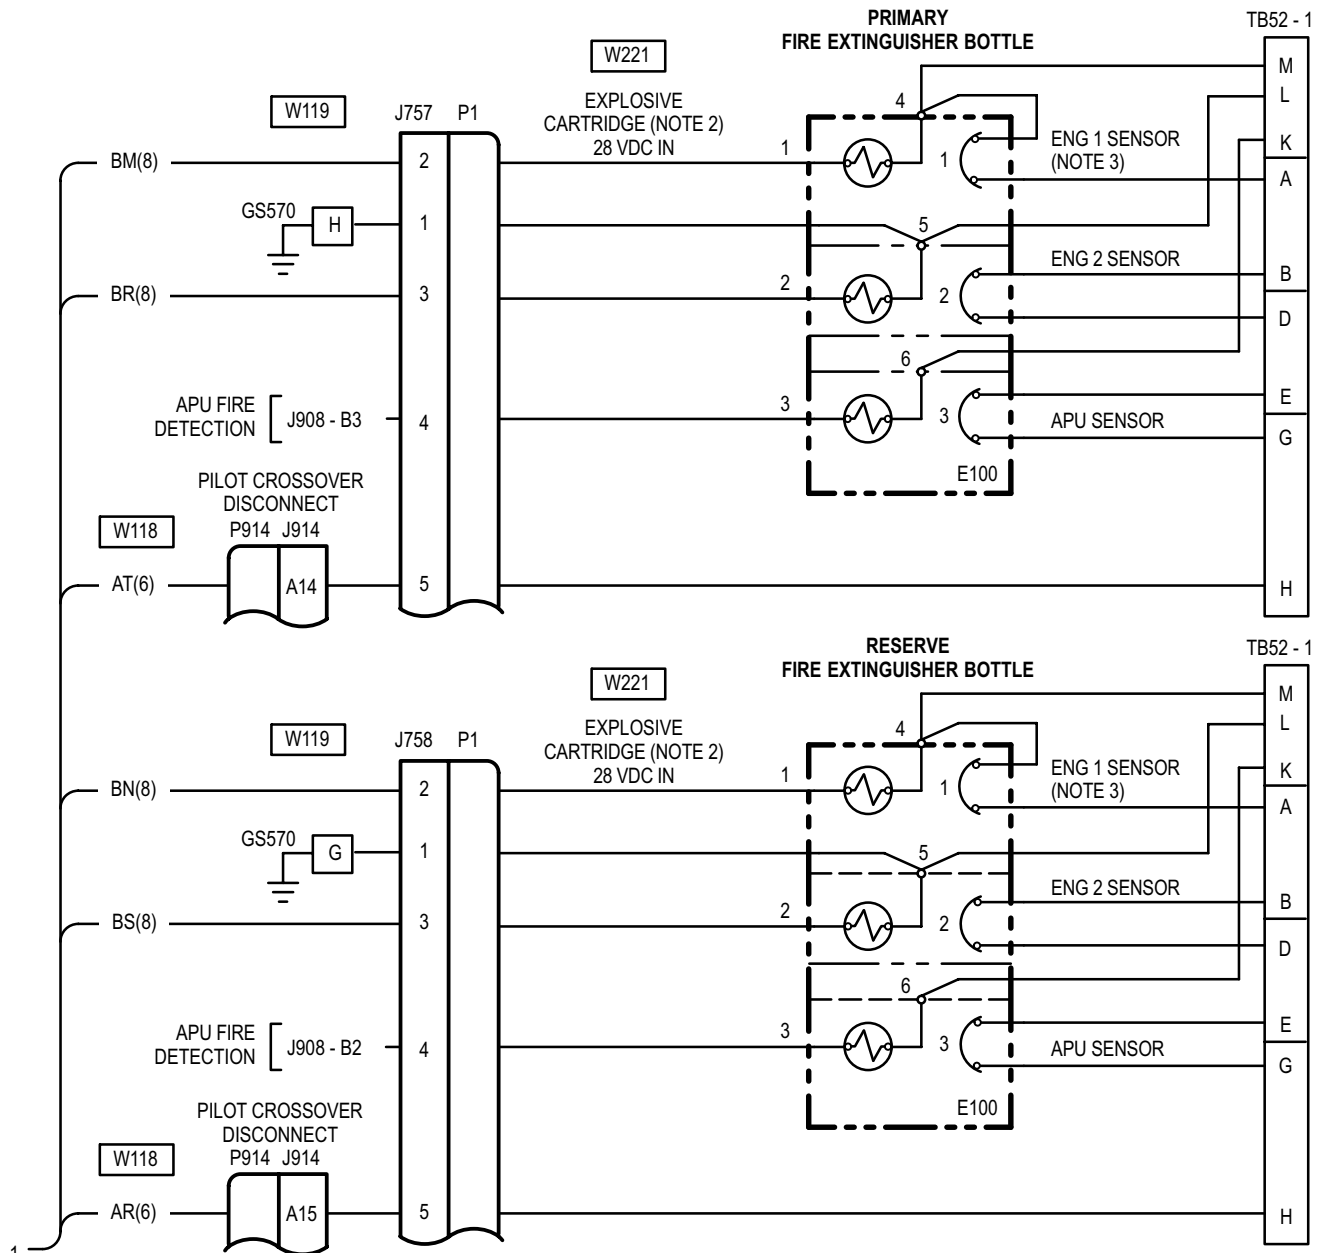 PRIMARY
FIRE EXTINGUISHER BOTTLE
TB52 - 1
W221
EXPLOSIVE
CARTRIDGE (NOTE 2)
28 VDC IN
W119
J757 P1
BM(8)
2
1
4
1
ENG 1 SENSOR
(NOTE 3)
M
L
K
A
GS570
H
1
5
BR(8)
3
2
2
ENG 2 SENSOR
B
D
6
APU FIRE
DETECTION
J908 - B3
4
3
3
APU SENSOR
E
G
E100
PILOT CROSSOVER
DISCONNECT
W118
P914 J914
AT(6)
A14
5
H
RESERVE
FIRE EXTINGUISHER BOTTLE
TB52 - 1
W221
EXPLOSIVE
CARTRIDGE (NOTE 2)
28 VDC IN
W119
J758 P1
BN(8)
2
1
4
1
ENG 1 SENSOR
(NOTE 3)
M
L
K
A
GS570
G
1
5
BS(8)
3
2
2
ENG 2 SENSOR
B
D
6
APU FIRE
DETECTION
J908 - B2
4
3
3
APU SENSOR
E
G
E100
PILOT CROSSOVER
DISCONNECT
W118
P914 J914
AR(6)
A15
5
H
1